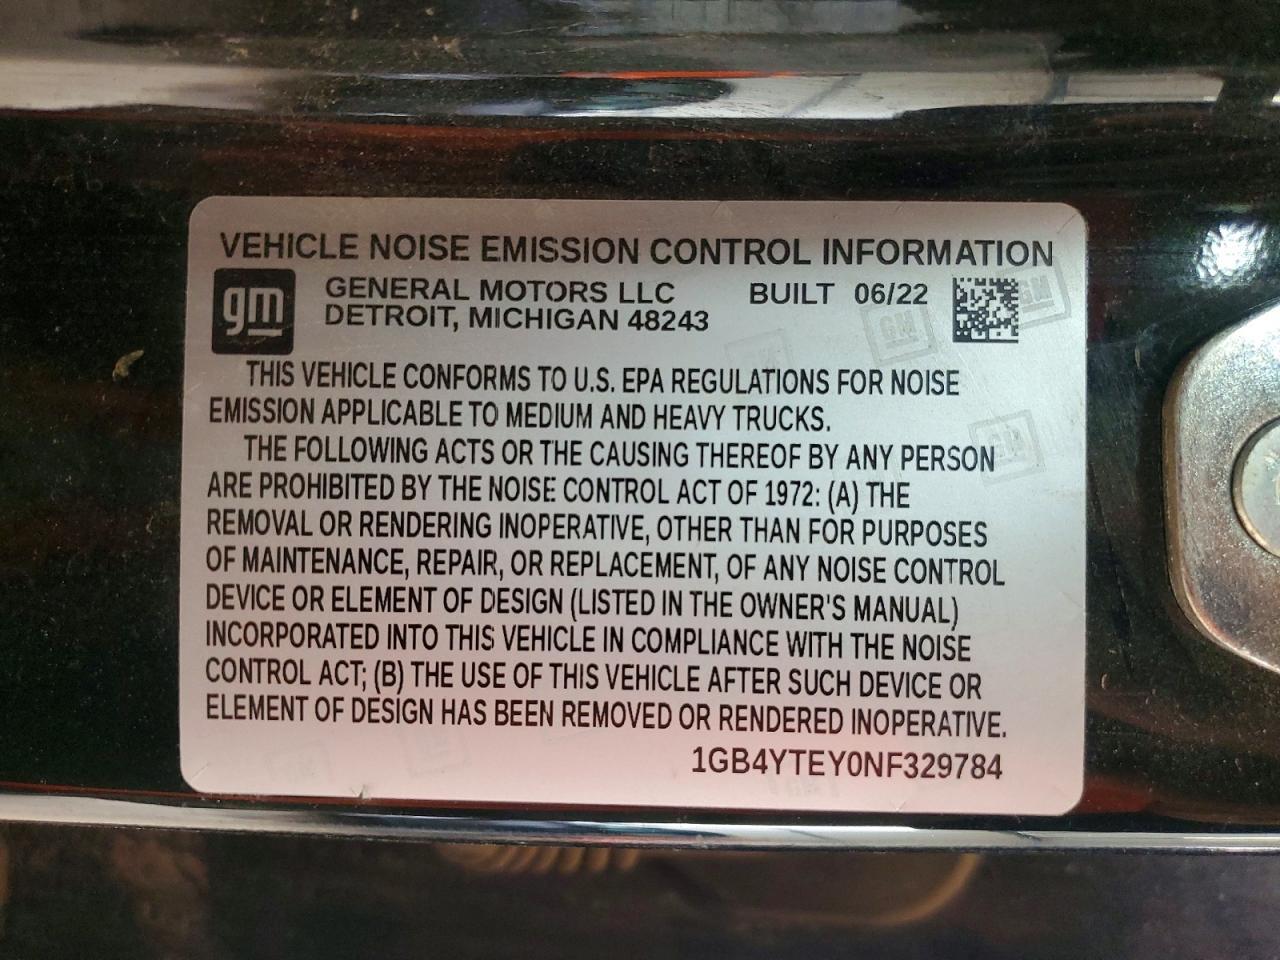 VEHICLE NOISE EMISSION CONTROL INFORMATION
gm GENERAL MOTORS LLC BUILT 06/22
DETROIT, MICHIGAN 48243
THIS VEHICLE CONFORMS TO U.S. EPA REGULATIONS FOR NOISE
EMISSION APPLICABLE TO MEDIUM AND HEAVY TRUCKS.
THE FOLLOWING ACTS OR THE CAUSING THEREOF BY ANY PERSON
ARE PROHIBITED BY THE NOISE CONTROL ACT OF 1972: (A) THE
REMOVAL OR RENDERING INOPERATIVE, OTHER THAN FOR PURPOSES
OF MAINTENANCE, REPAIR, OR REPLACEMENT, OF ANY NOISE CONTROL
DEVICE OR ELEMENT OF DESIGN (LISTED IN THE OWNER'S MANUAL)
INCORPORATED INTO THIS VEHICLE IN COMPLIANCE WITH THE NOISE
CONTROL ACT; (B) THE USE OF THIS VEHICLE AFTER SUCH DEVICE OR
ELEMENT OF DESIGN HAS BEEN REMOVED OR RENDERED INOPERATIVE.
1GB4YTEY0NF329784
GM
GM
GM